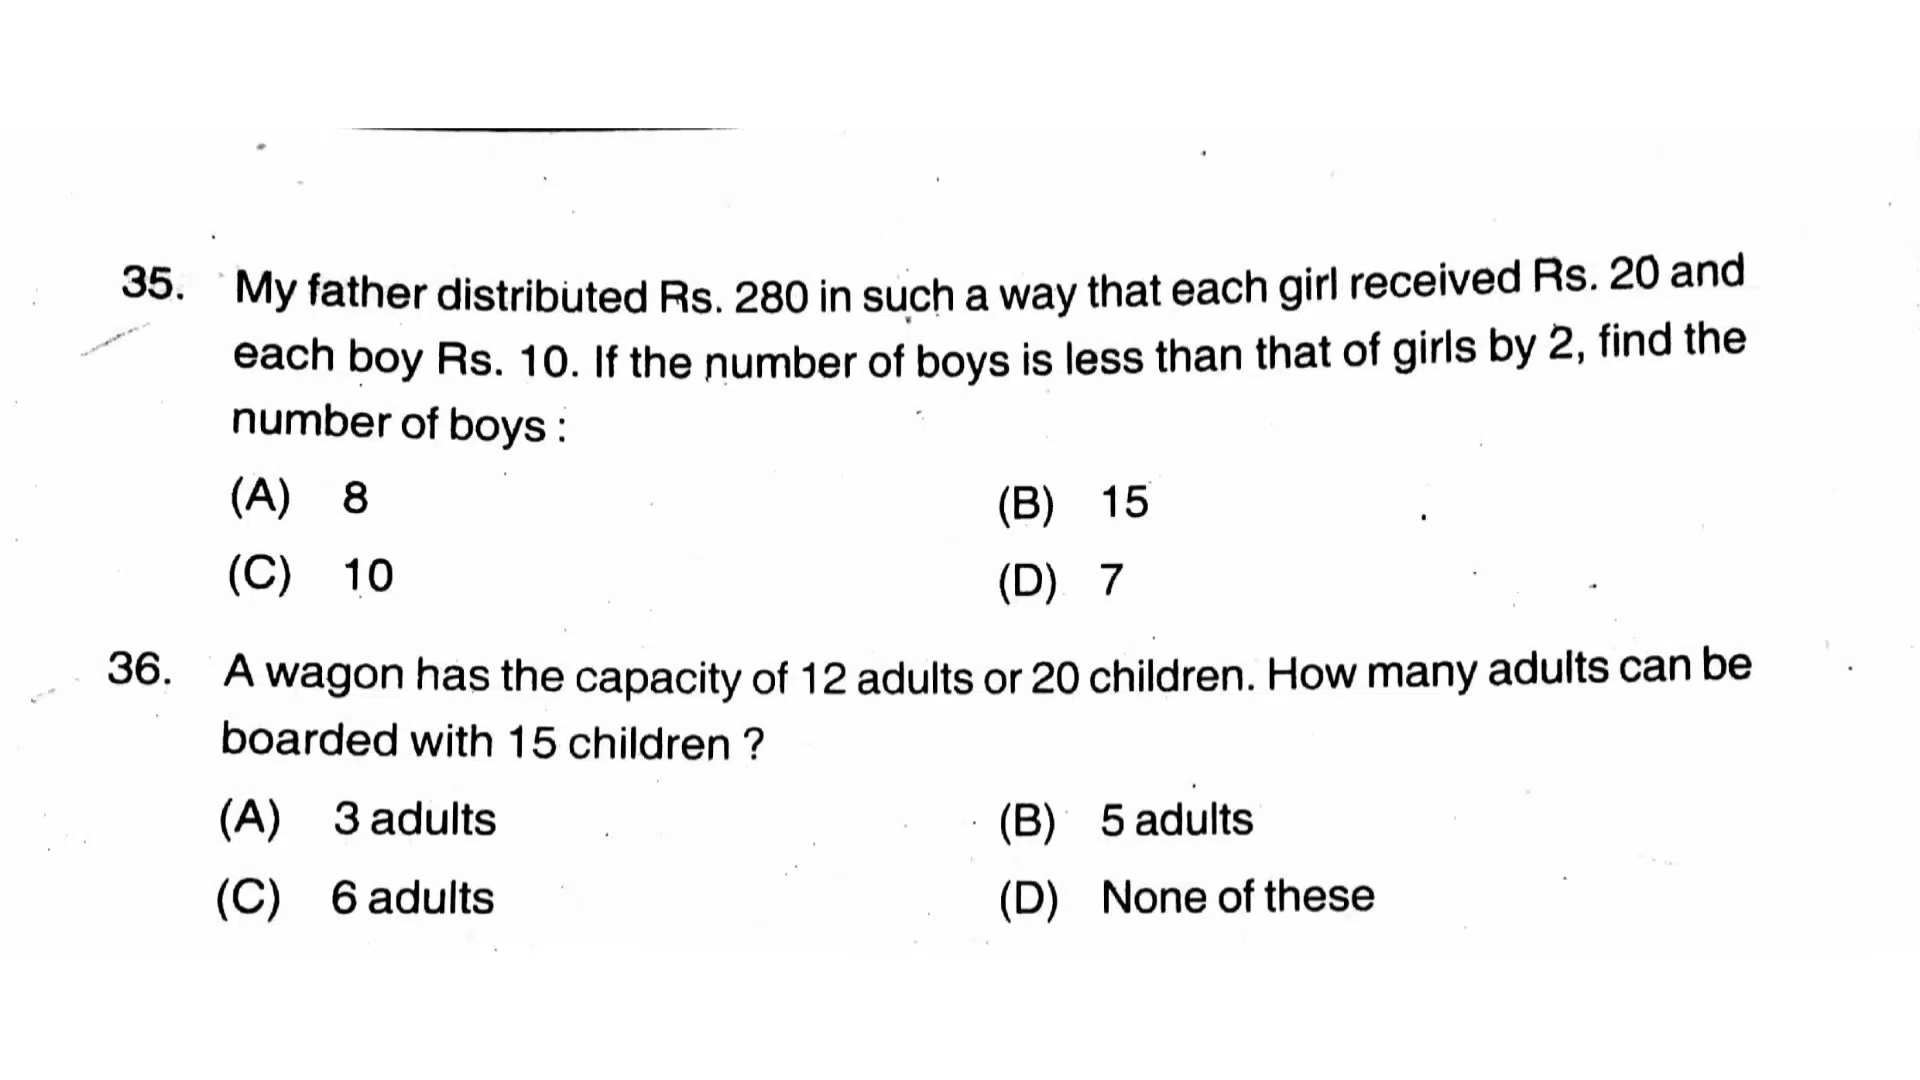 35. My father distributed Rs. 280 in such a way that each girl received Rs. 20 and
each boy Rs. 10. If the number of boys is less than that of girls by 2, find the
number of boys :
(A) 8 (B) 15
(C) 10 (D) 7
36. A wagon has the capacity of 12 adults or 20 children. How many adults can be
boarded with 15 children ?
(A) 3 adults (B) 5 adults
(C) 6 adults (D) None of these